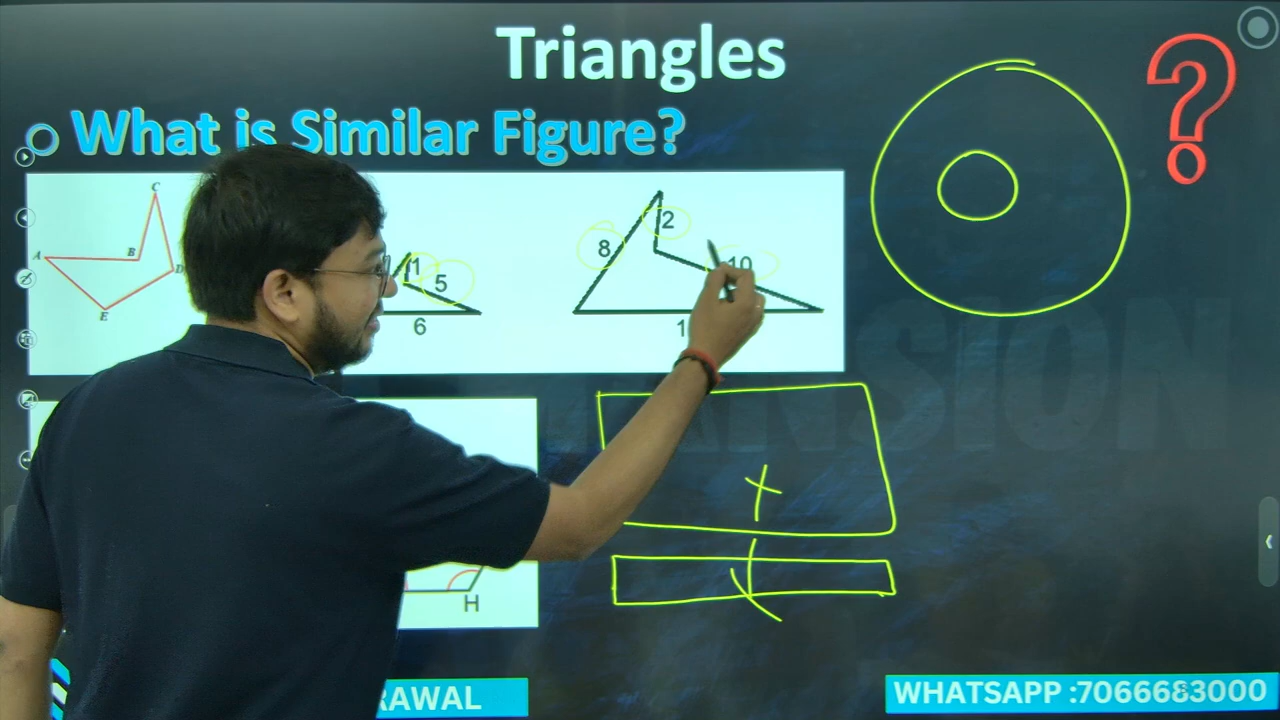 Triangles
What is Similar Figure?
C
A
B
D
E
1
5
6
8
2
10
1
H
RAWAL
WHATSAPP :7066683000